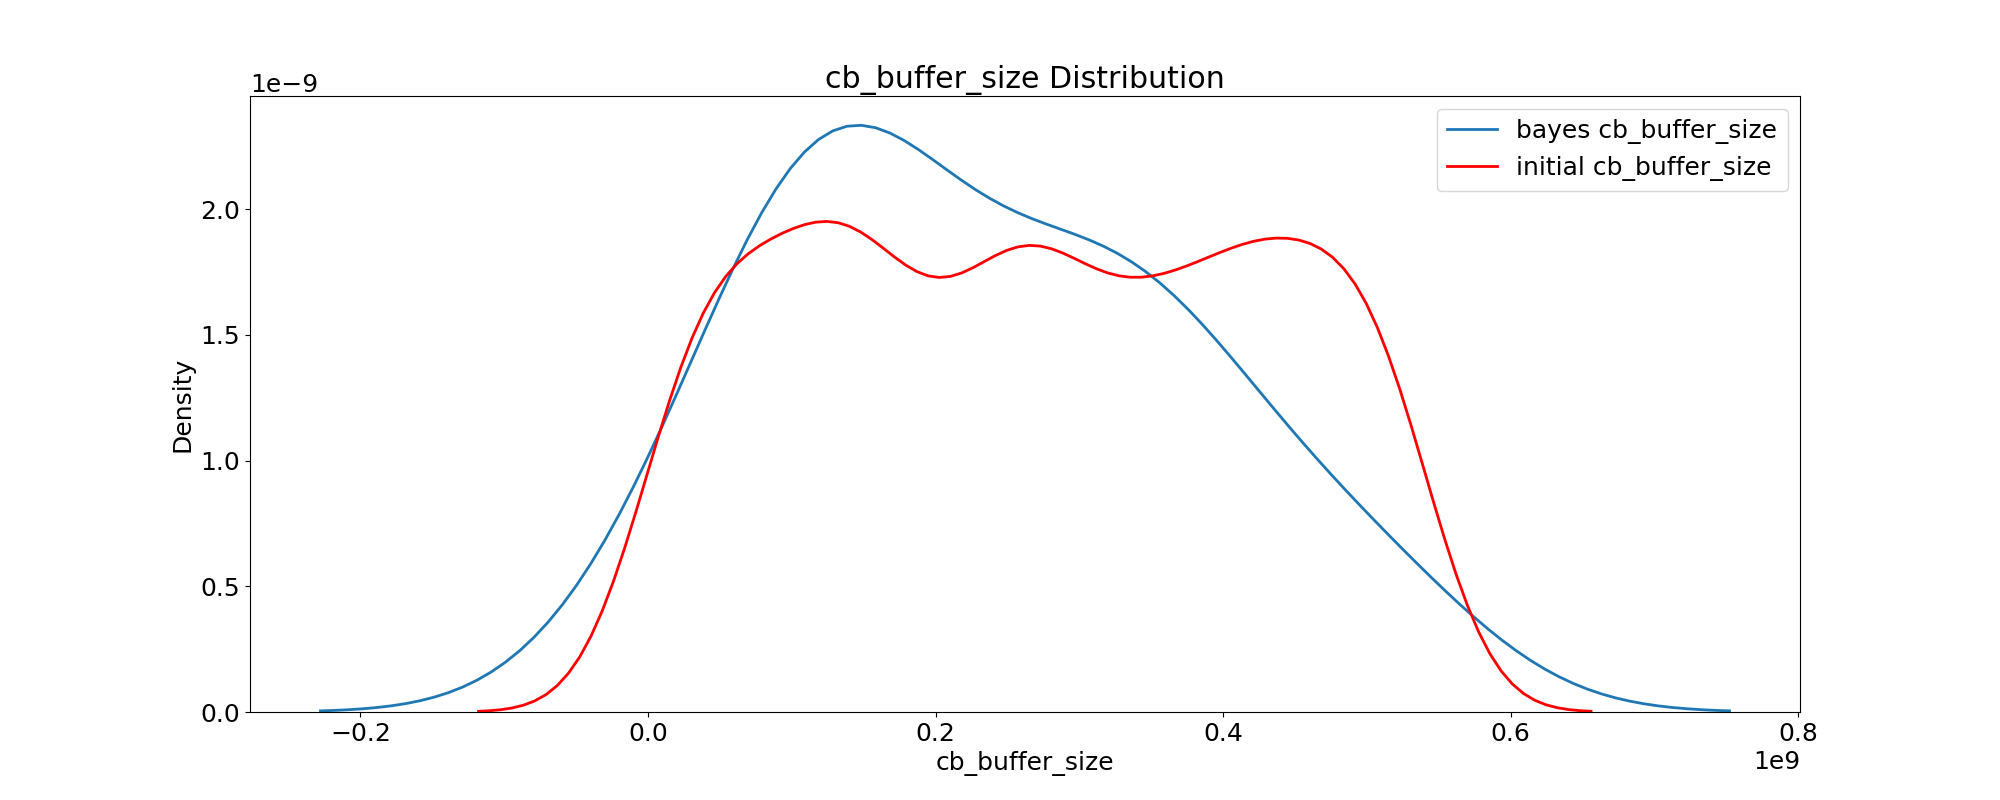 cb_buffer_size Distribution
1e−9
bayes cb_buffer_size
initial cb_buffer_size
2.0
1.5
1.0
0.5
0.0
Density
−0.2
0.0
0.2
0.4
0.6
0.8
cb_buffer_size
1e9